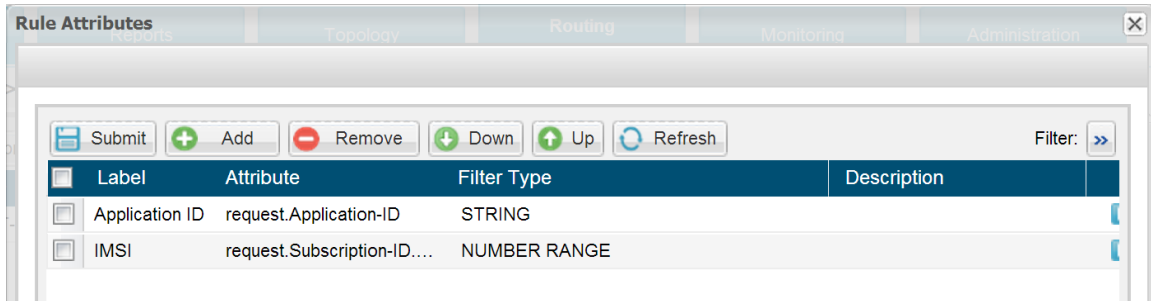 Rule Attributes
Reports Topology Routing Monitoring Administration
Submit Add Remove Down Up Refresh Filter: »
Label Attribute Filter Type Description
Application ID request.Application-ID STRING
IMSI request.Subscription-ID.... NUMBER RANGE